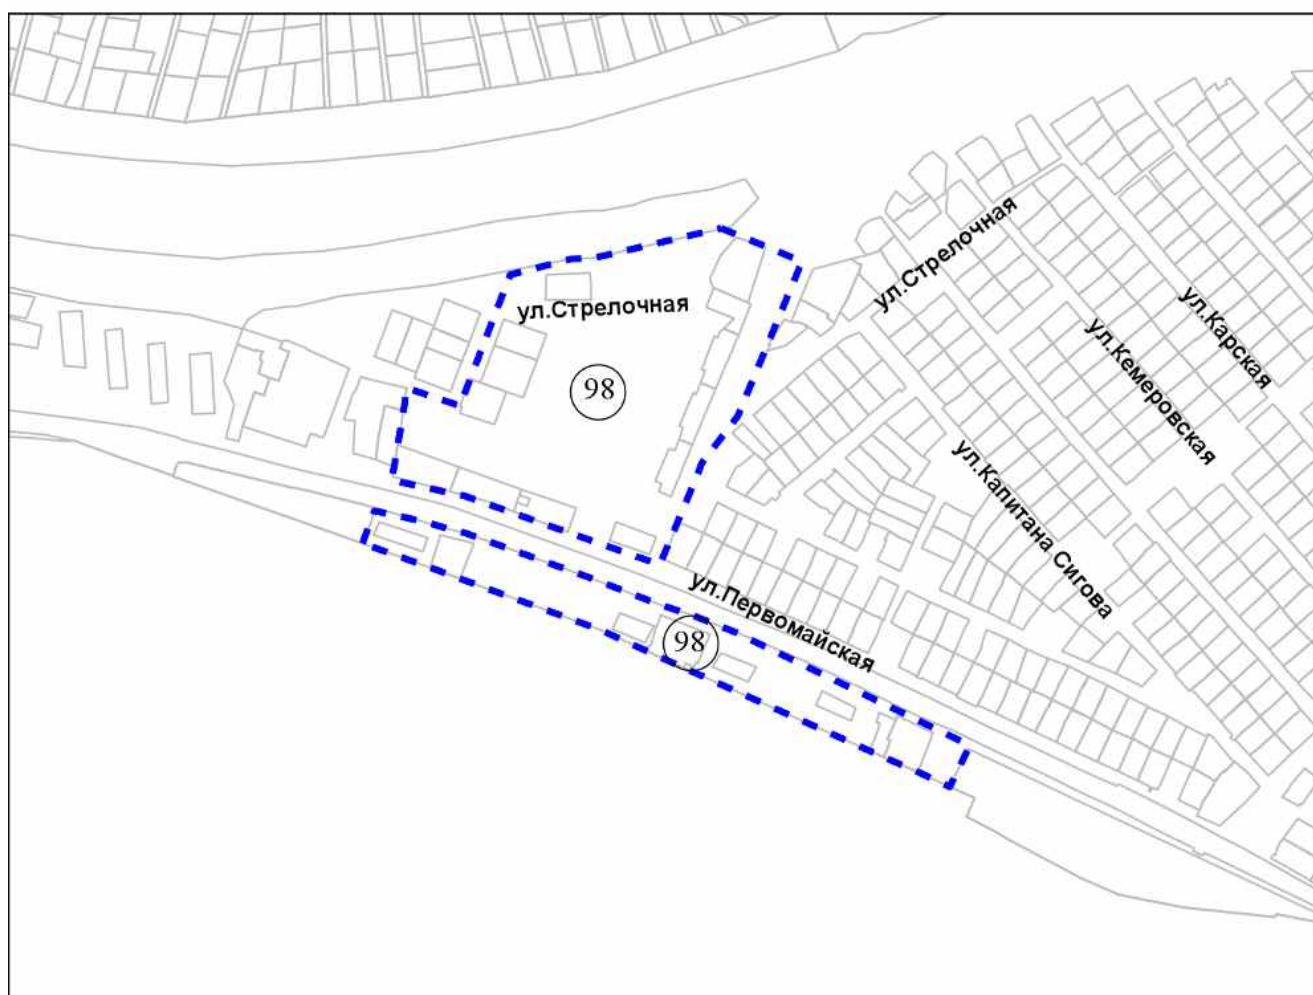 ул.Стрелочная
ул.Стрелочная
ул.Карская
ул.Кемеровская
98
ул.Капитана Сигова
ул.Первомайская
98